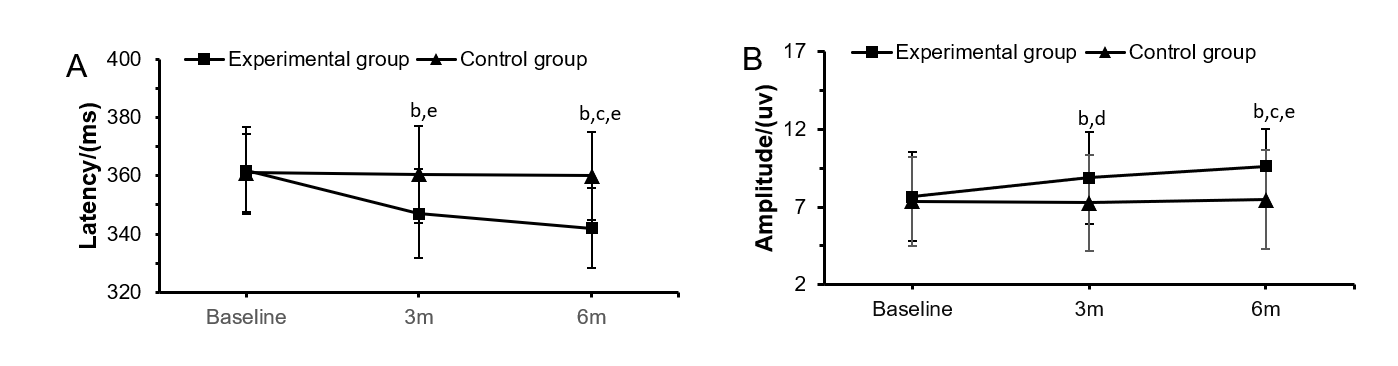 A
Experimental group
Control group
Latency/(ms)
400
380
360
340
320
b,e
b,c,e
Baseline
3m
6m
B
Experimental group
Control group
Amplitude/(uv)
17
12
7
2
b,d
b,c,e
Baseline
3m
6m